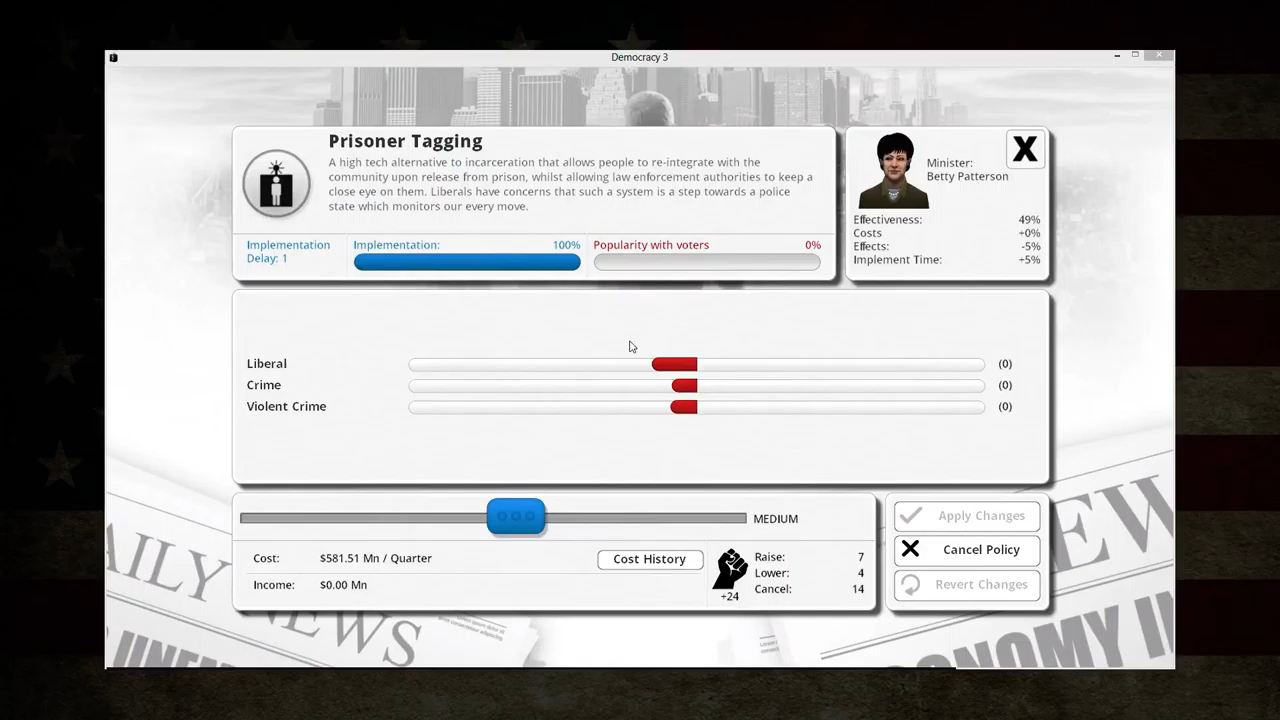 Democracy 3
Prisoner Tagging
A high tech alternative to incarceration that allows people to re-integrate with the
community upon release from prison, whilst allowing law enforcement authorities to keep a
close eye on them. Liberals have concerns that such a system is a step towards a police
state which monitors our every move.
Implementation
Delay: 1
Implementation: 100%
Popularity with voters 0%
X
Minister:
Betty Patterson
Effectiveness: 49%
Costs +0%
Effects: -5%
Implement Time: +5%
Liberal (0)
Crime (0)
Violent Crime (0)
MEDIUM
Cost: $581.51 Mn / Quarter
Income: $0.00 Mn
Cost History
+24
Raise: 7
Lower: 4
Cancel: 14
Apply Changes
Cancel Policy
Revert Changes
AILY NEWS
NEW